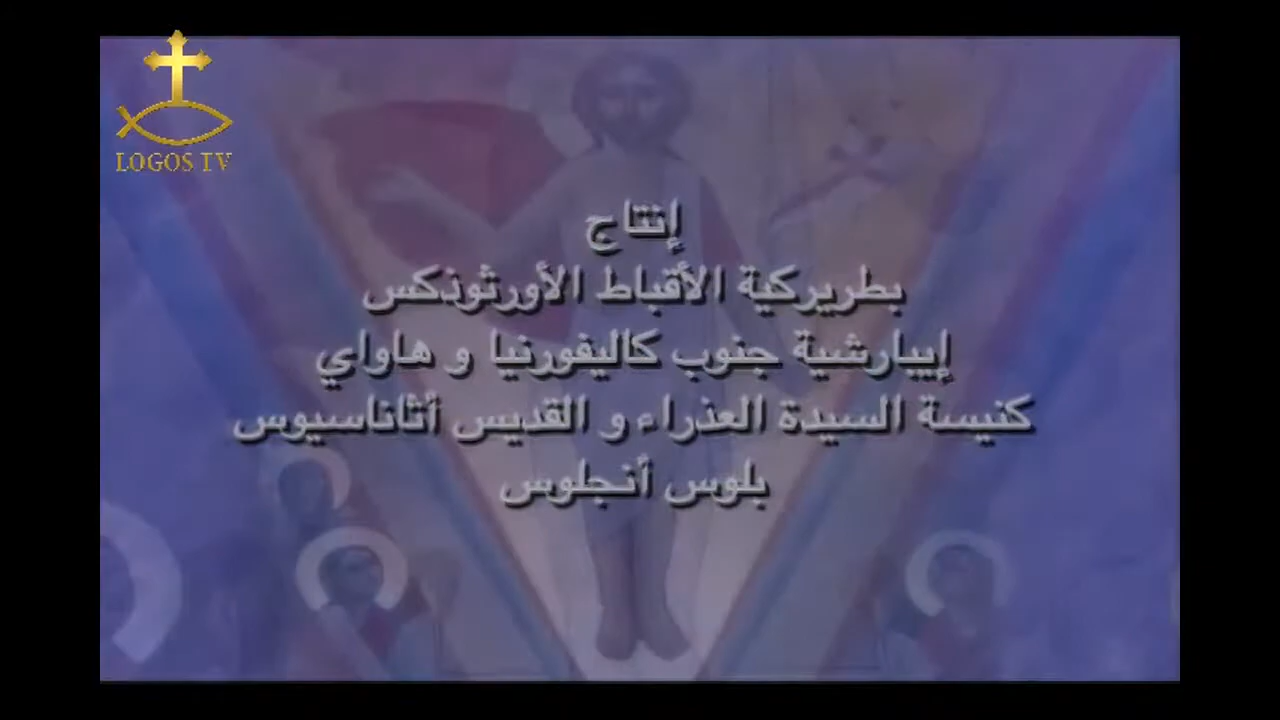 LOGOS TV
إنتاج
بطريركية الأقباط الأورثوذكس
إيبارشية جنوب كاليفورنيا و هاواي
كنيسة السيدة العذراء و القديس أثاناسيوس
بلوس أنجلوس